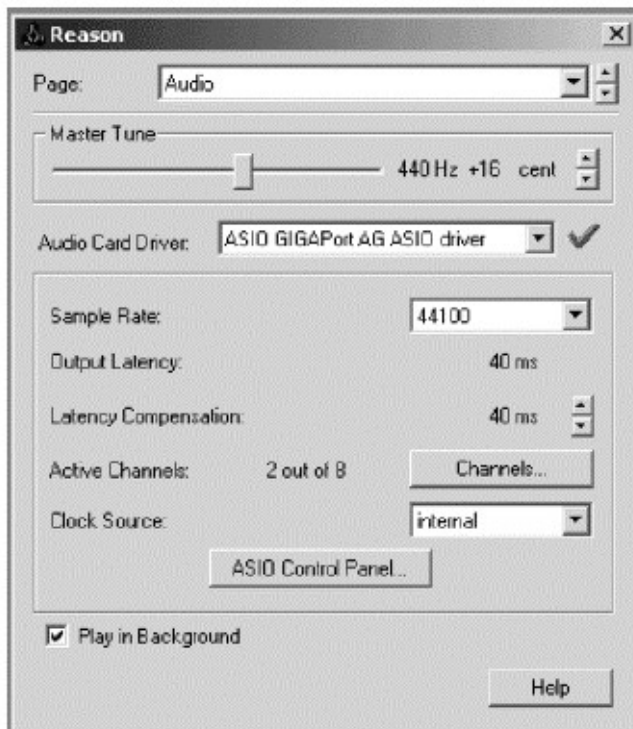 Reason
Page: Audio
Master Tune
440 Hz +16 cent
Audio Card Driver: ASIO GIGAPort AG ASIO driver
Sample Rate: 44100
Output Latency: 40 ms
Latency Compensation: 40 ms
Active Channels: 2 out of 8 Channels...
Clock Source: internal
ASIO Control Panel...
Play in Background
Help